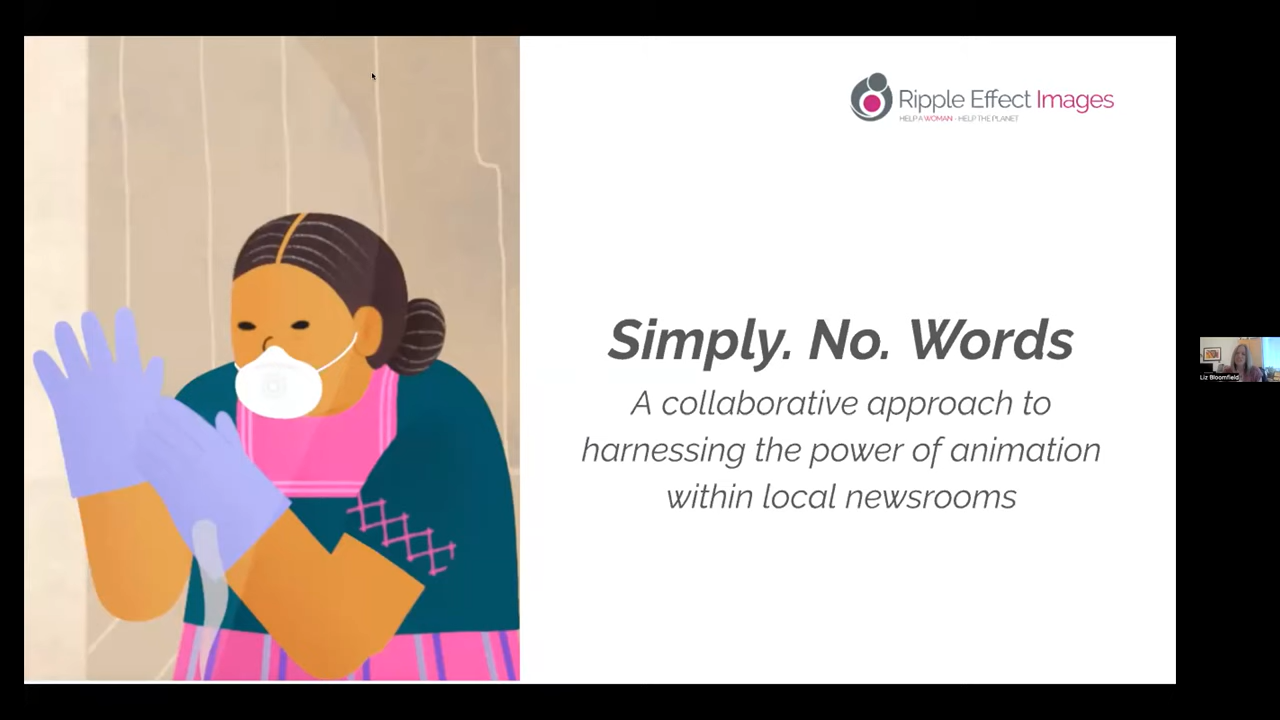 Ripple Effect Images
HELP A WOMAN - HELP THE PLANET
Simply. No. Words
A collaborative approach to
harnessing the power of animation
within local newsrooms
Liz Bloomfield